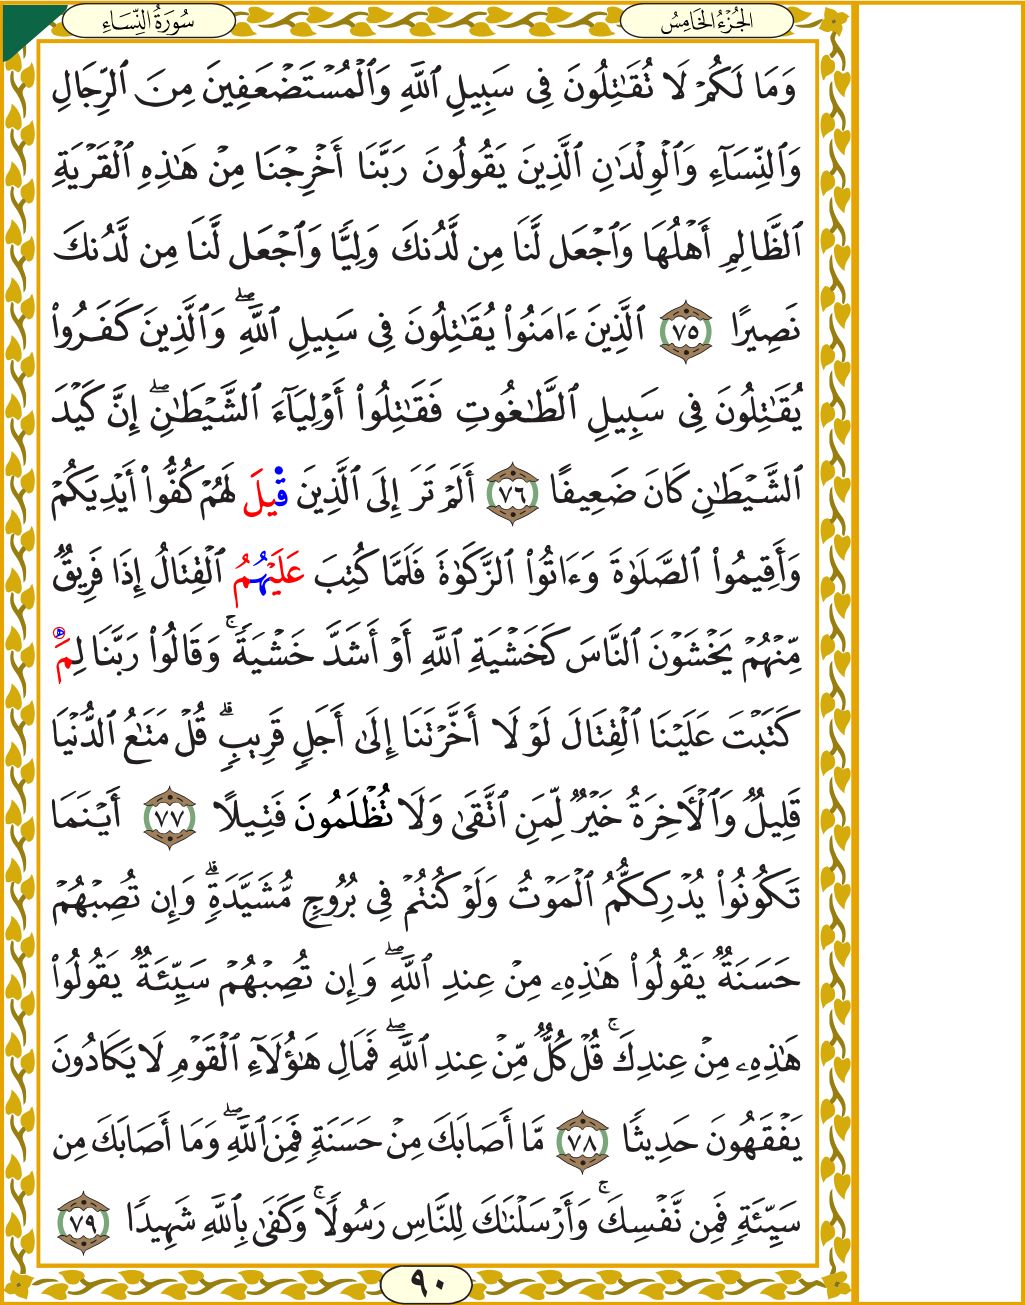 سُورَةُ النِّسَاءِ
الجُزْءُ الخَامِسُ
وَمَا لَكُمْ لَا تُقَٰتِلُونَ فِي سَبِيلِ ٱللَّهِ وَٱلْمُسْتَضْعَفِينَ مِنَ ٱلرِّجَالِ
وَٱلنِّسَآءِ وَٱلْوِلْدَٰنِ ٱلَّذِينَ يَقُولُونَ رَبَّنَآ أَخْرِجْنَا مِنْ هَٰذِهِ ٱلْقَرْيَةِ
ٱلظَّالِمِ أَهْلُهَا وَٱجْعَل لَّنَا مِن لَّدُنكَ وَلِيًّا وَٱجْعَل لَّنَا مِن لَّدُنكَ
نَصِيرًا ٧٥ ٱلَّذِينَ ءَامَنُوا۟ يُقَٰتِلُونَ فِي سَبِيلِ ٱللَّهِۖ وَٱلَّذِينَ كَفَرُوا۟
يُقَٰتِلُونَ فِي سَبِيلِ ٱلطَّٰغُوتِ فَقَٰتِلُوٓا۟ أَوْلِيَآءَ ٱلشَّيْطَٰنِۖ إِنَّ كَيْدَ
ٱلشَّيْطَٰنِ كَانَ ضَعِيفًا ٧٦ أَلَمْ تَرَ إِلَى ٱلَّذِينَ قِيلَ لَهُمْ كُفُّوٓا۟ أَيْدِيَكُمْ
وَأَقِيمُوا۟ ٱلصَّلَوٰةَ وَءَاتُوا۟ ٱلزَّكَوٰةَ فَلَمَّا كُتِبَ عَلَيْهُمُ ٱلْقِتَالُ إِذَا فَرِيقٌ
مِّنْهُمْ يَخْشَوْنَ ٱلنَّاسَ كَخَشْيَةِ ٱللَّهِ أَوْ أَشَدَّ خَشْيَةًۚ وَقَالُوا۟ رَبَّنَا لِمَ
كَتَبْتَ عَلَيْنَا ٱلْقِتَالَ لَوْلَآ أَخَّرْتَنَآ إِلَىٰٓ أَجَلٍ قَرِيبٍۗ قُلْ مَتَٰعُ ٱلدُّنْيَا
قَلِيلٌ وَٱلْأَخِرَةُ خَيْرٌ لِّمَنِ ٱتَّقَىٰ وَلَا تُظْلَمُونَ فَتِيلًا ٧٧ أَيْنَمَا
تَكُونُوا۟ يُدْرِككُّمُ ٱلْمَوْتُ وَلَوْ كُنتُمْ فِي بُرُوجٍ مُّشَيَّدَةٍۗ وَإِن تُصِبْهُمْ
حَسَنَةٌ يَقُولُوا۟ هَٰذِهِۦ مِنْ عِندِ ٱللَّهِۖ وَإِن تُصِبْهُمْ سَيِّئَةٌ يَقُولُوا۟
هَٰذِهِۦ مِنْ عِندِكَۚ قُلْ كُلٌّ مِّنْ عِندِ ٱللَّهِۖ فَمَالِ هَٰٓؤُلَآءِ ٱلْقَوْمِ لَا يَكَادُونَ
يَفْقَهُونَ حَدِيثًا ٧٨ مَّآ أَصَابَكَ مِنْ حَسَنَةٍ فَمِنَ ٱللَّهِۖ وَمَآ أَصَابَكَ مِن
سَيِّئَةٍ فَمِن نَّفْسِكَۚ وَأَرْسَلْنَٰكَ لِلنَّاسِ رَسُولًاۚ وَكَفَىٰ بِٱللَّهِ شَهِيدًا ٧٩
٩٠